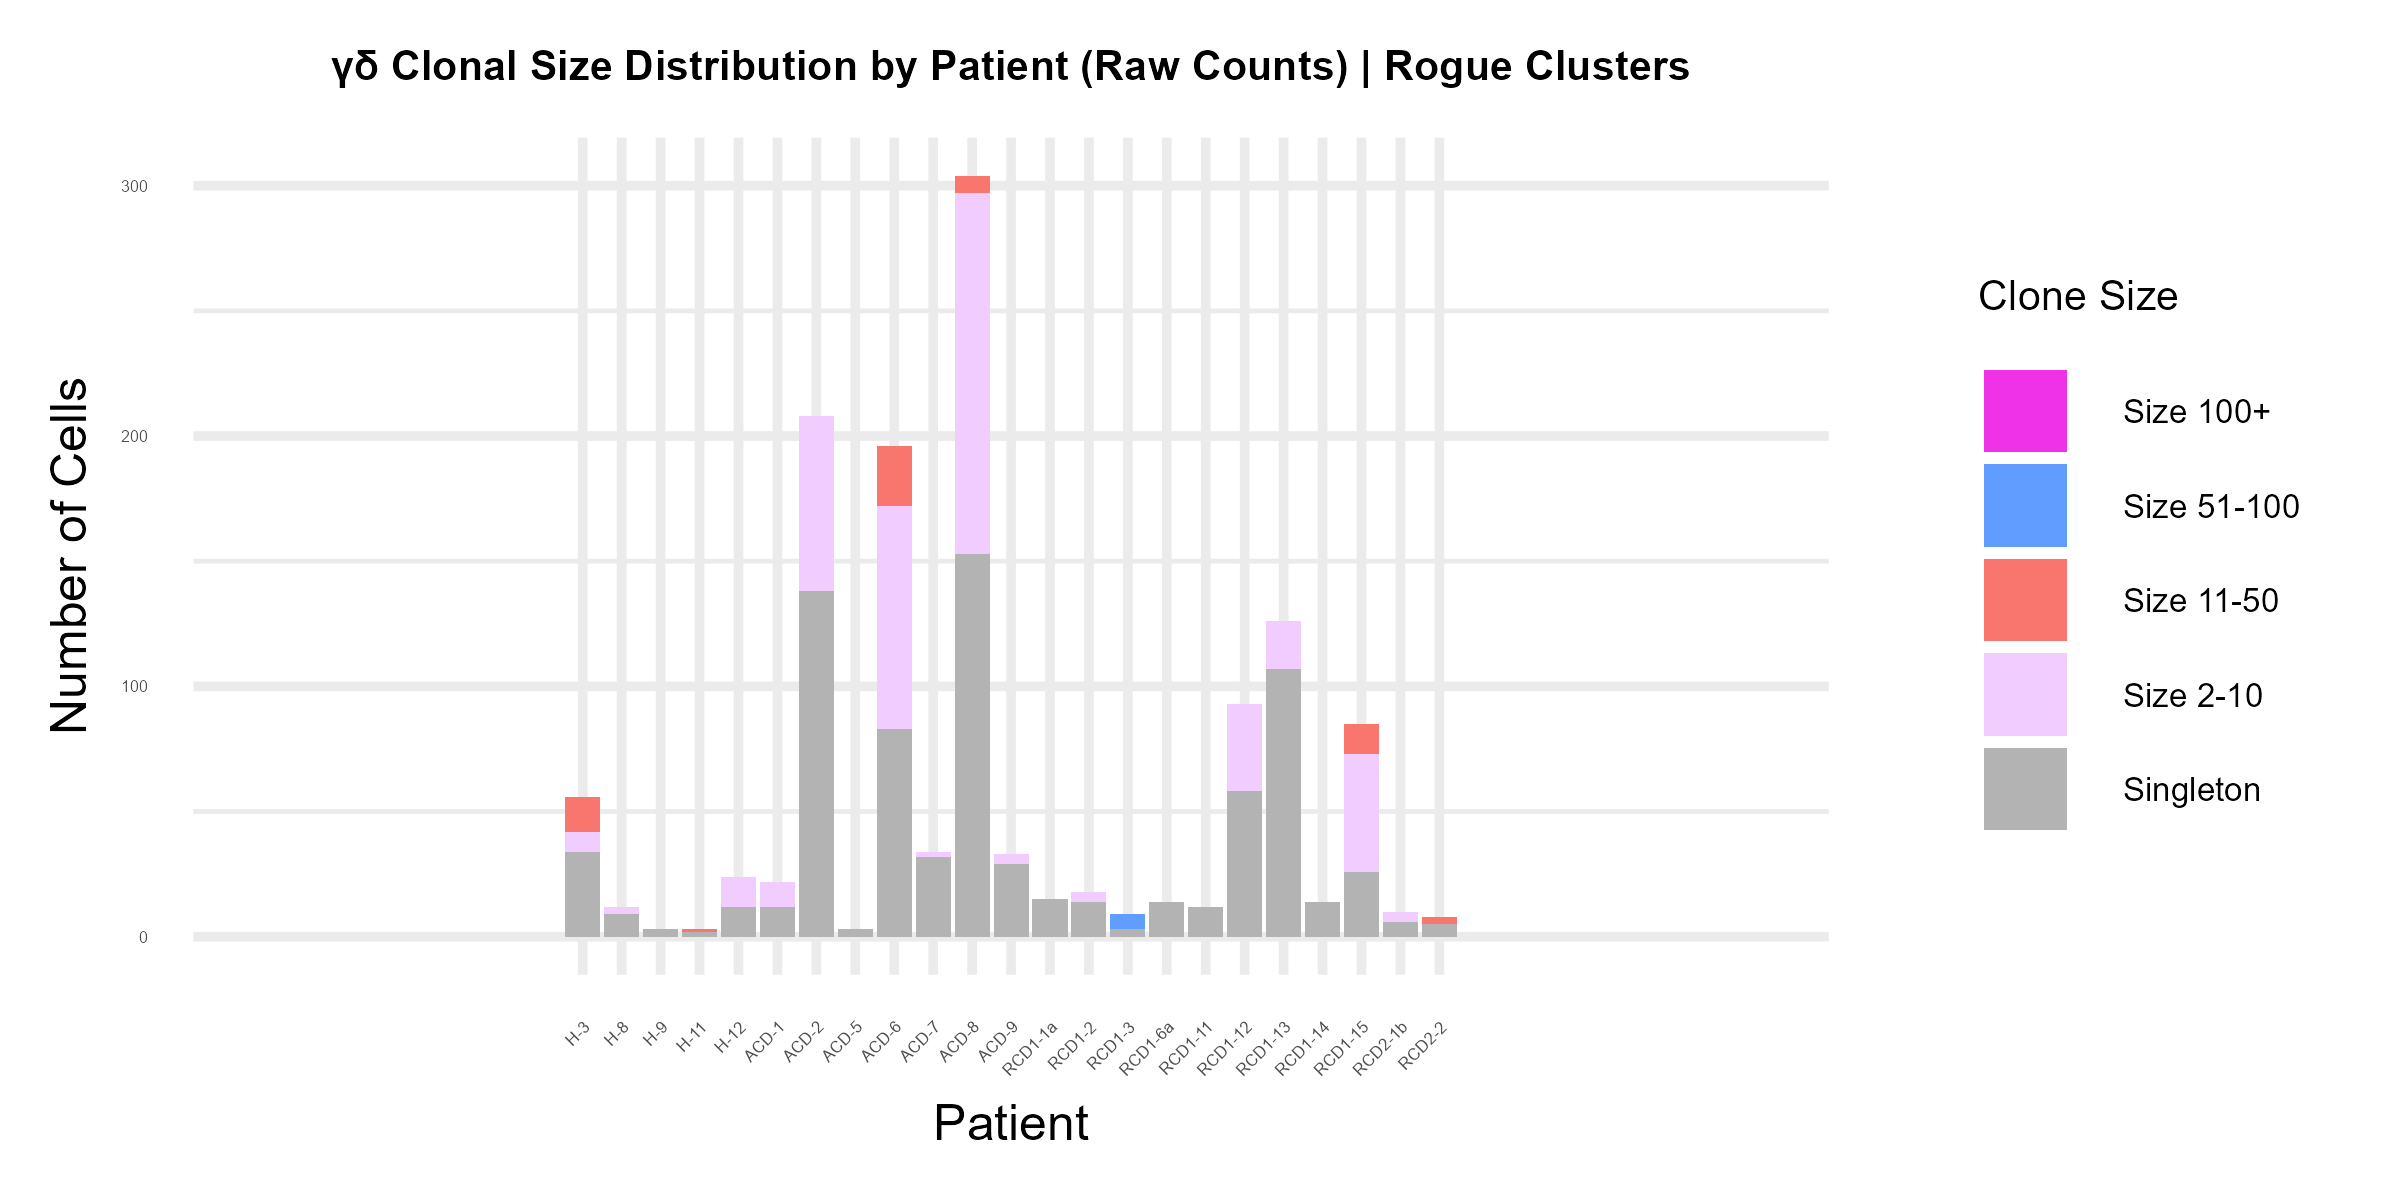 γδ Clonal Size Distribution by Patient (Raw Counts) | Rogue Clusters
Number of Cells
300
200
100
0
H-3
H-8
H-9
H-11
H-12
ACD-1
ACD-2
ACD-5
ACD-6
ACD-7
ACD-8
ACD-9
RCD1-1a
RCD1-2
RCD1-3
RCD1-6a
RCD1-11
RCD1-12
RCD1-13
RCD1-14
RCD1-15
RCD2-1b
RCD2-2
Patient
Clone Size
Size 100+
Size 51-100
Size 11-50
Size 2-10
Singleton